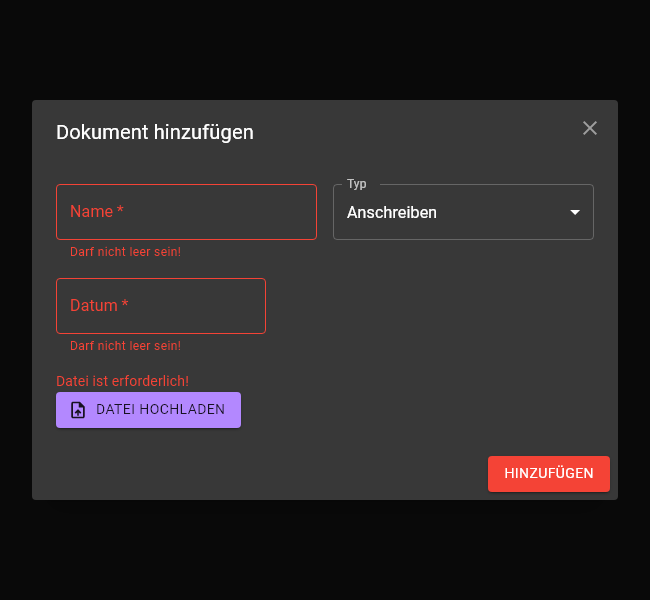 Dokument hinzufügen
Name *
Typ
Anschreiben
Darf nicht leer sein!
Datum *
Darf nicht leer sein!
Datei ist erforderlich!
DATEI HOCHLADEN
HINZUFÜGEN